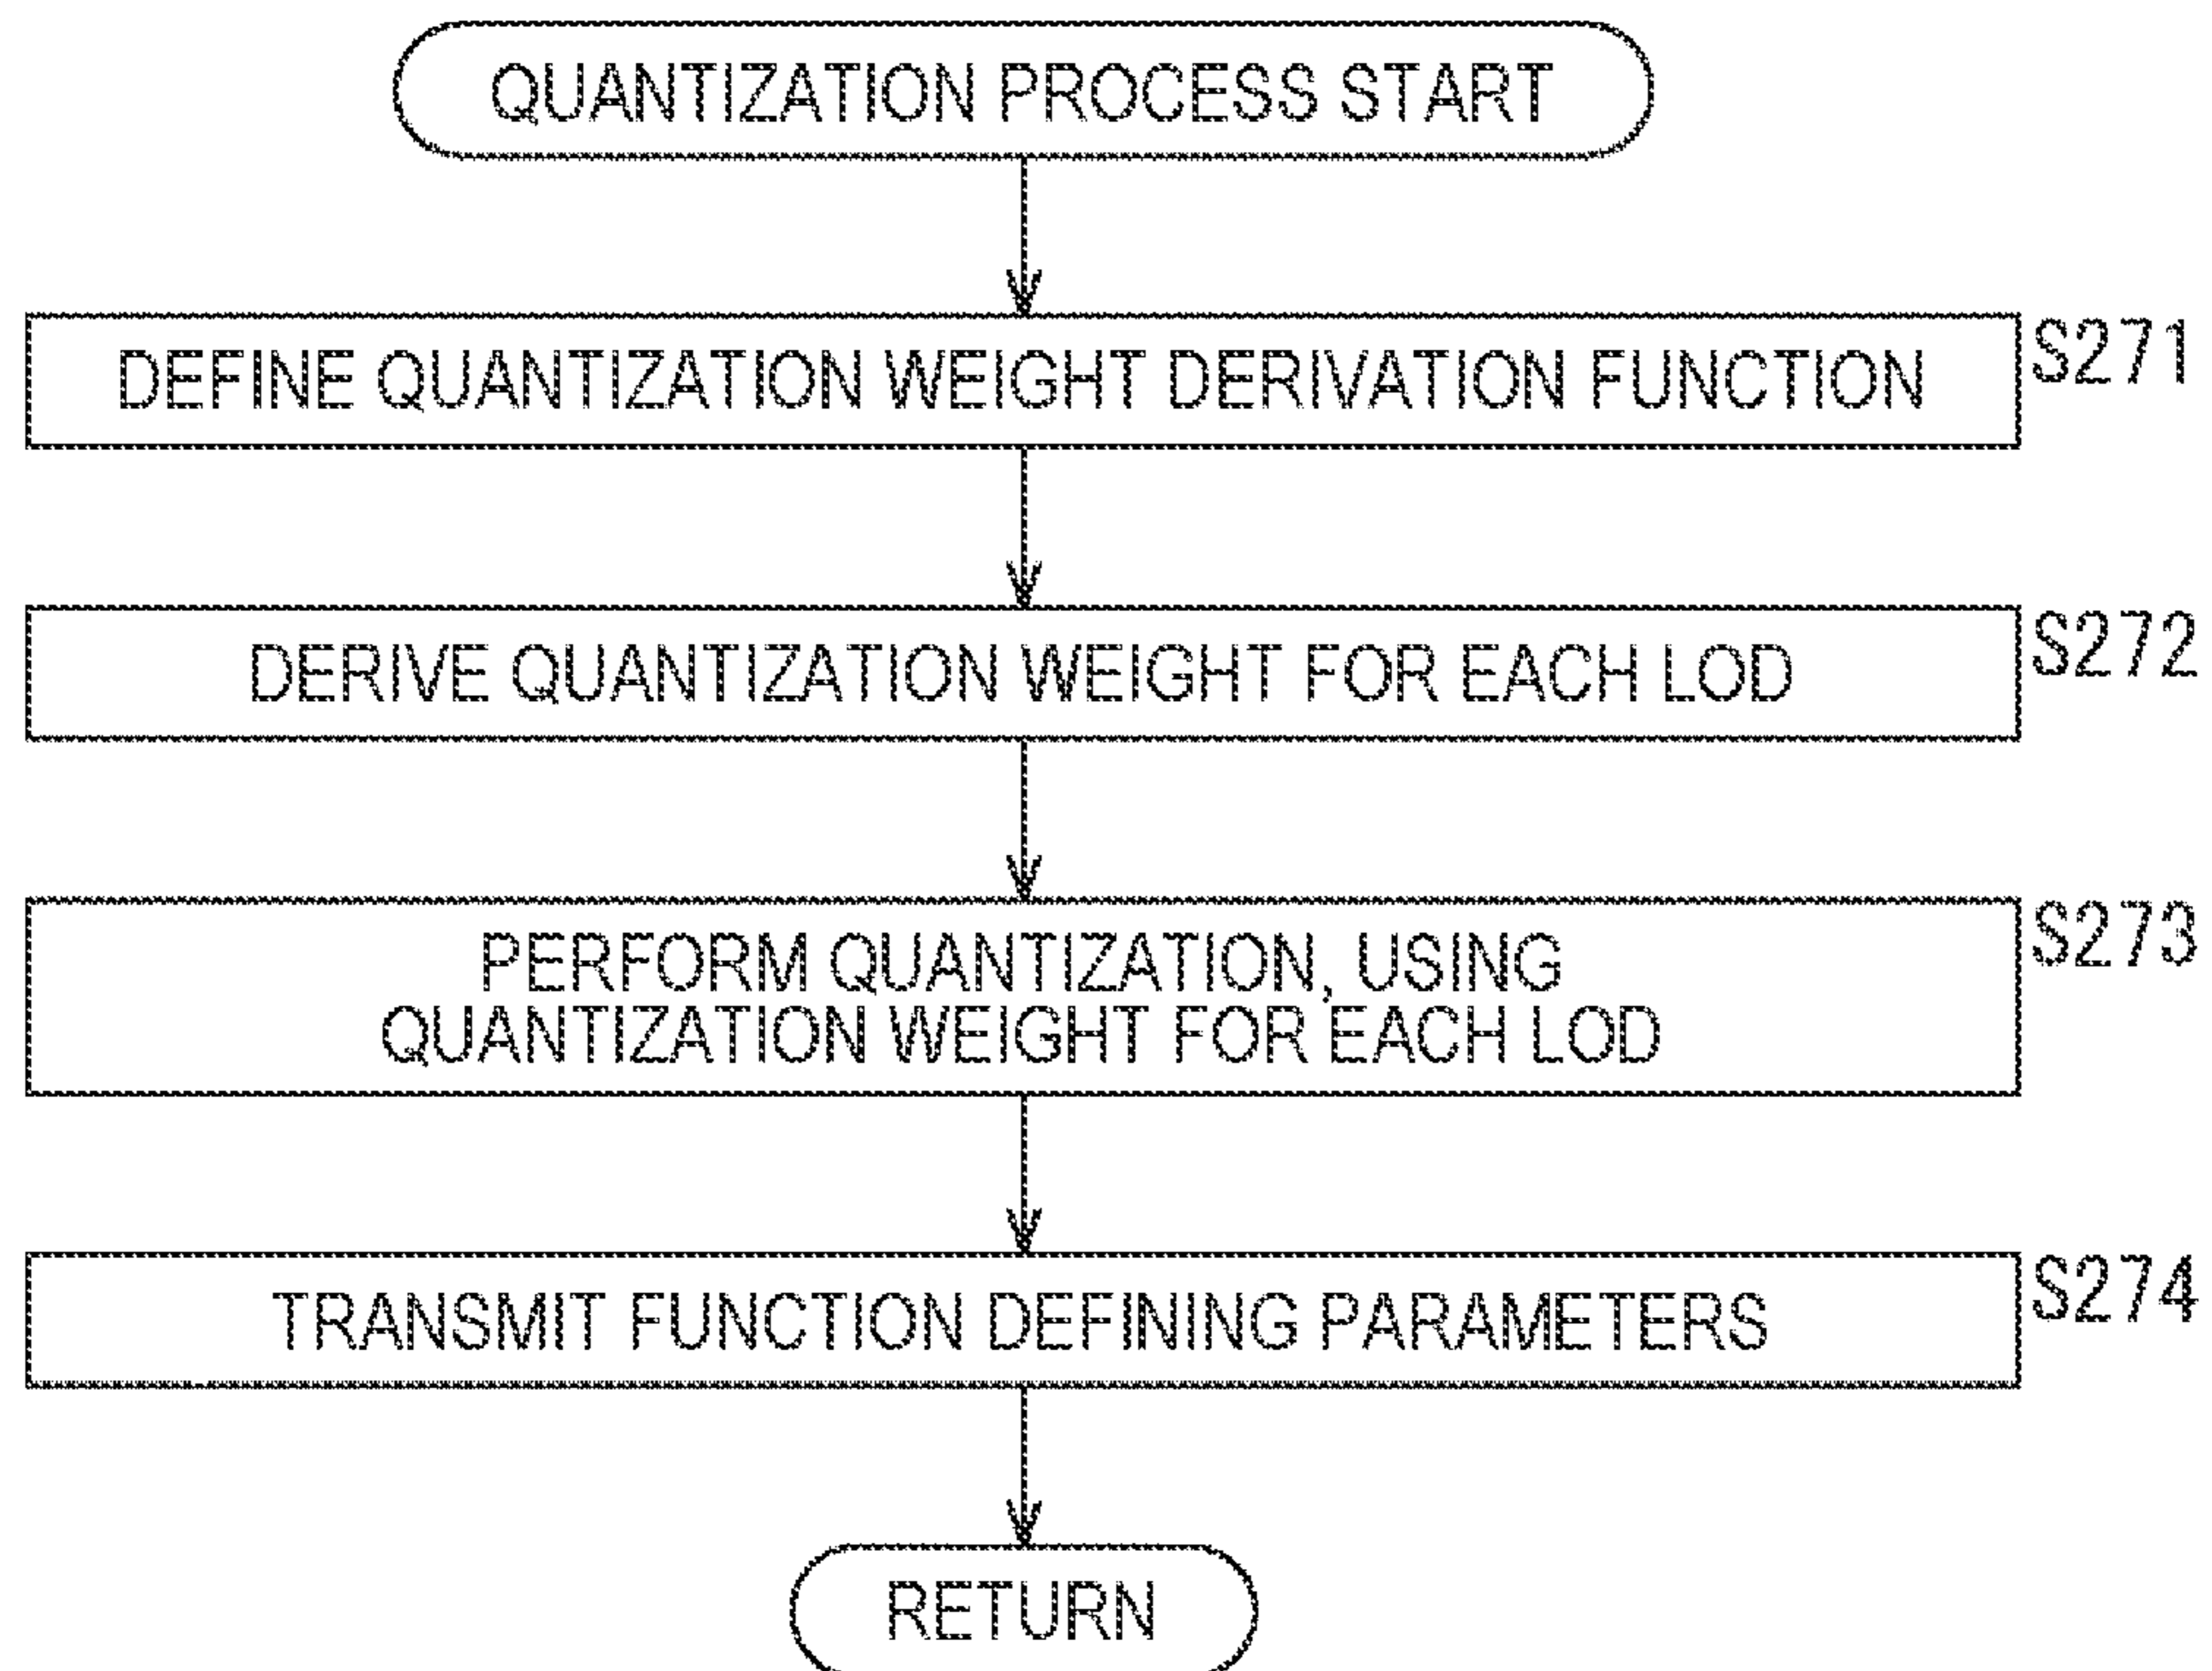 QUANTIZATION PROCESS START
DEFINE QUANTIZATION WEIGHT DERIVATION FUNCTION
S271
DERIVE QUANTIZATION WEIGHT FOR EACH LOD
S272
PERFORM QUANTIZATION, USING
QUANTIZATION WEIGHT FOR EACH LOD
S273
TRANSMIT FUNCTION DEFINING PARAMETERS
S274
RETURN